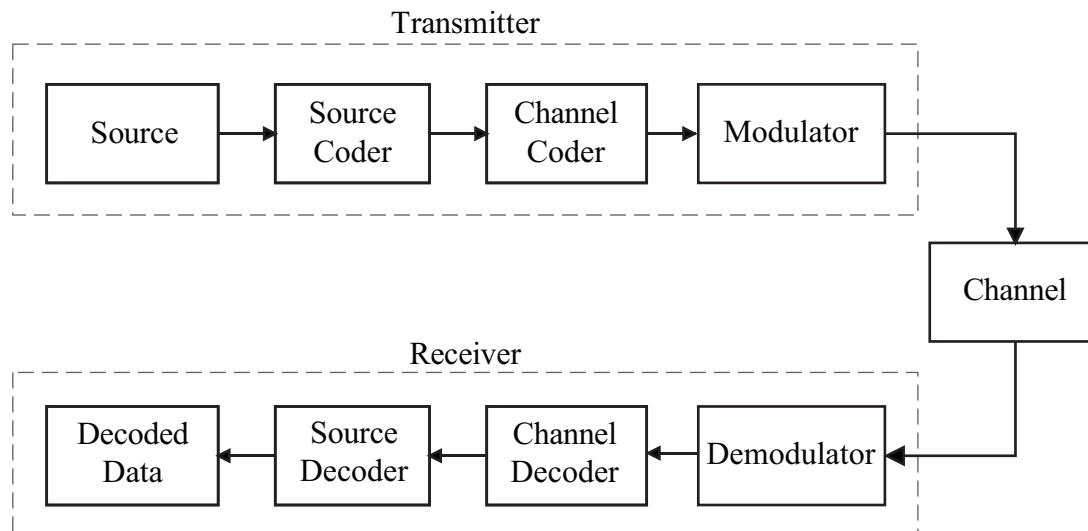 Transmitter
Source
Source
Coder
Channel
Coder
Modulator
Channel
Receiver
Decoded
Data
Source
Decoder
Channel
Decoder
Demodulator